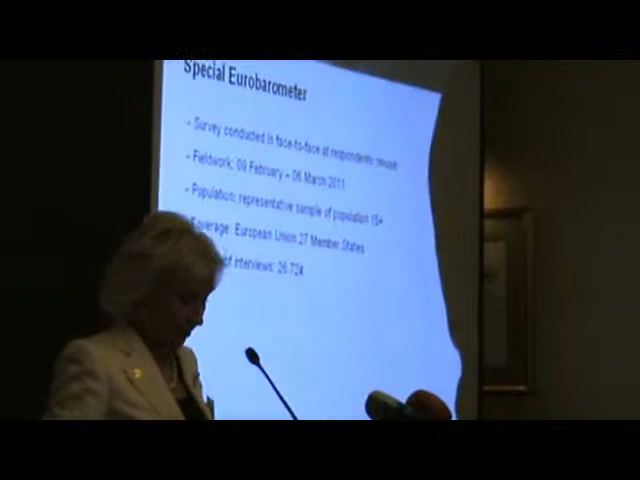 Special Eurobarometer
– Survey conducted in face-to-face at respondents' house
– Fieldwork: 09 February – 06 March 2011
– Population: representative sample of population 15+
Coverage: European Union 27 Member States
of interviews: 26.724